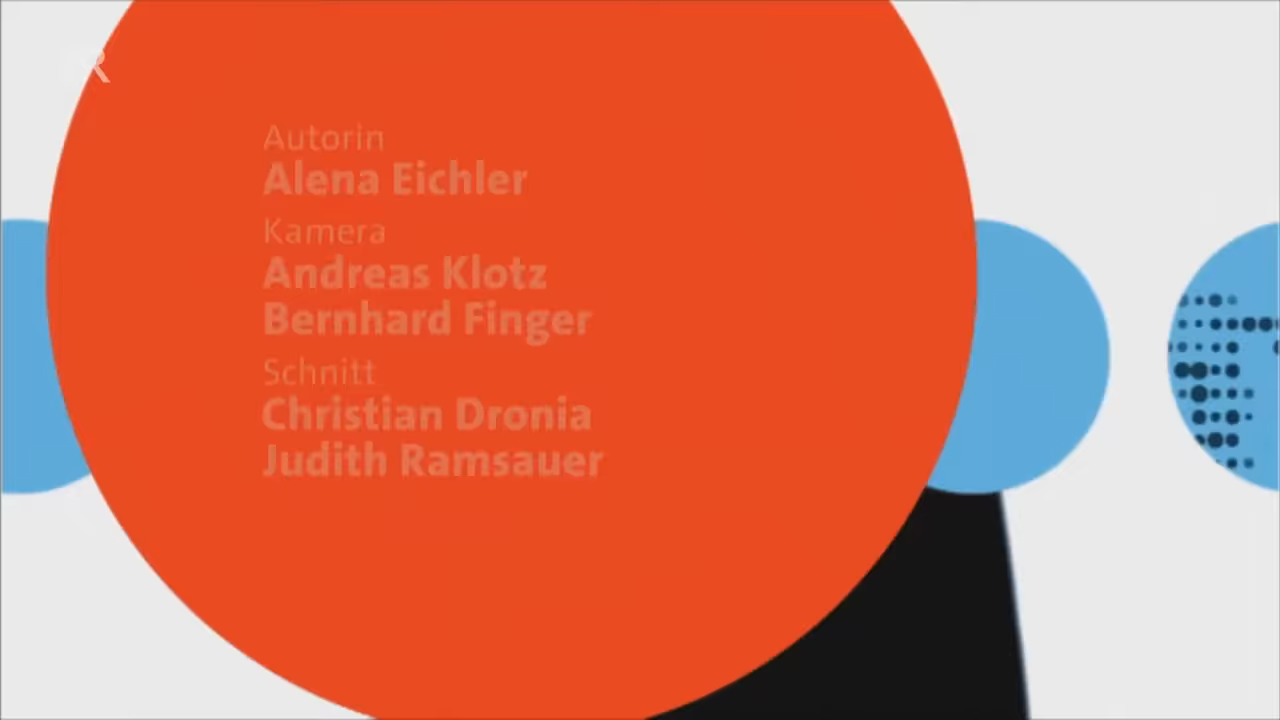 Autorin
Alena Eichler
Kamera
Andreas Klotz
Bernhard Finger
Schnitt
Christian Dronia
Judith Ramsauer